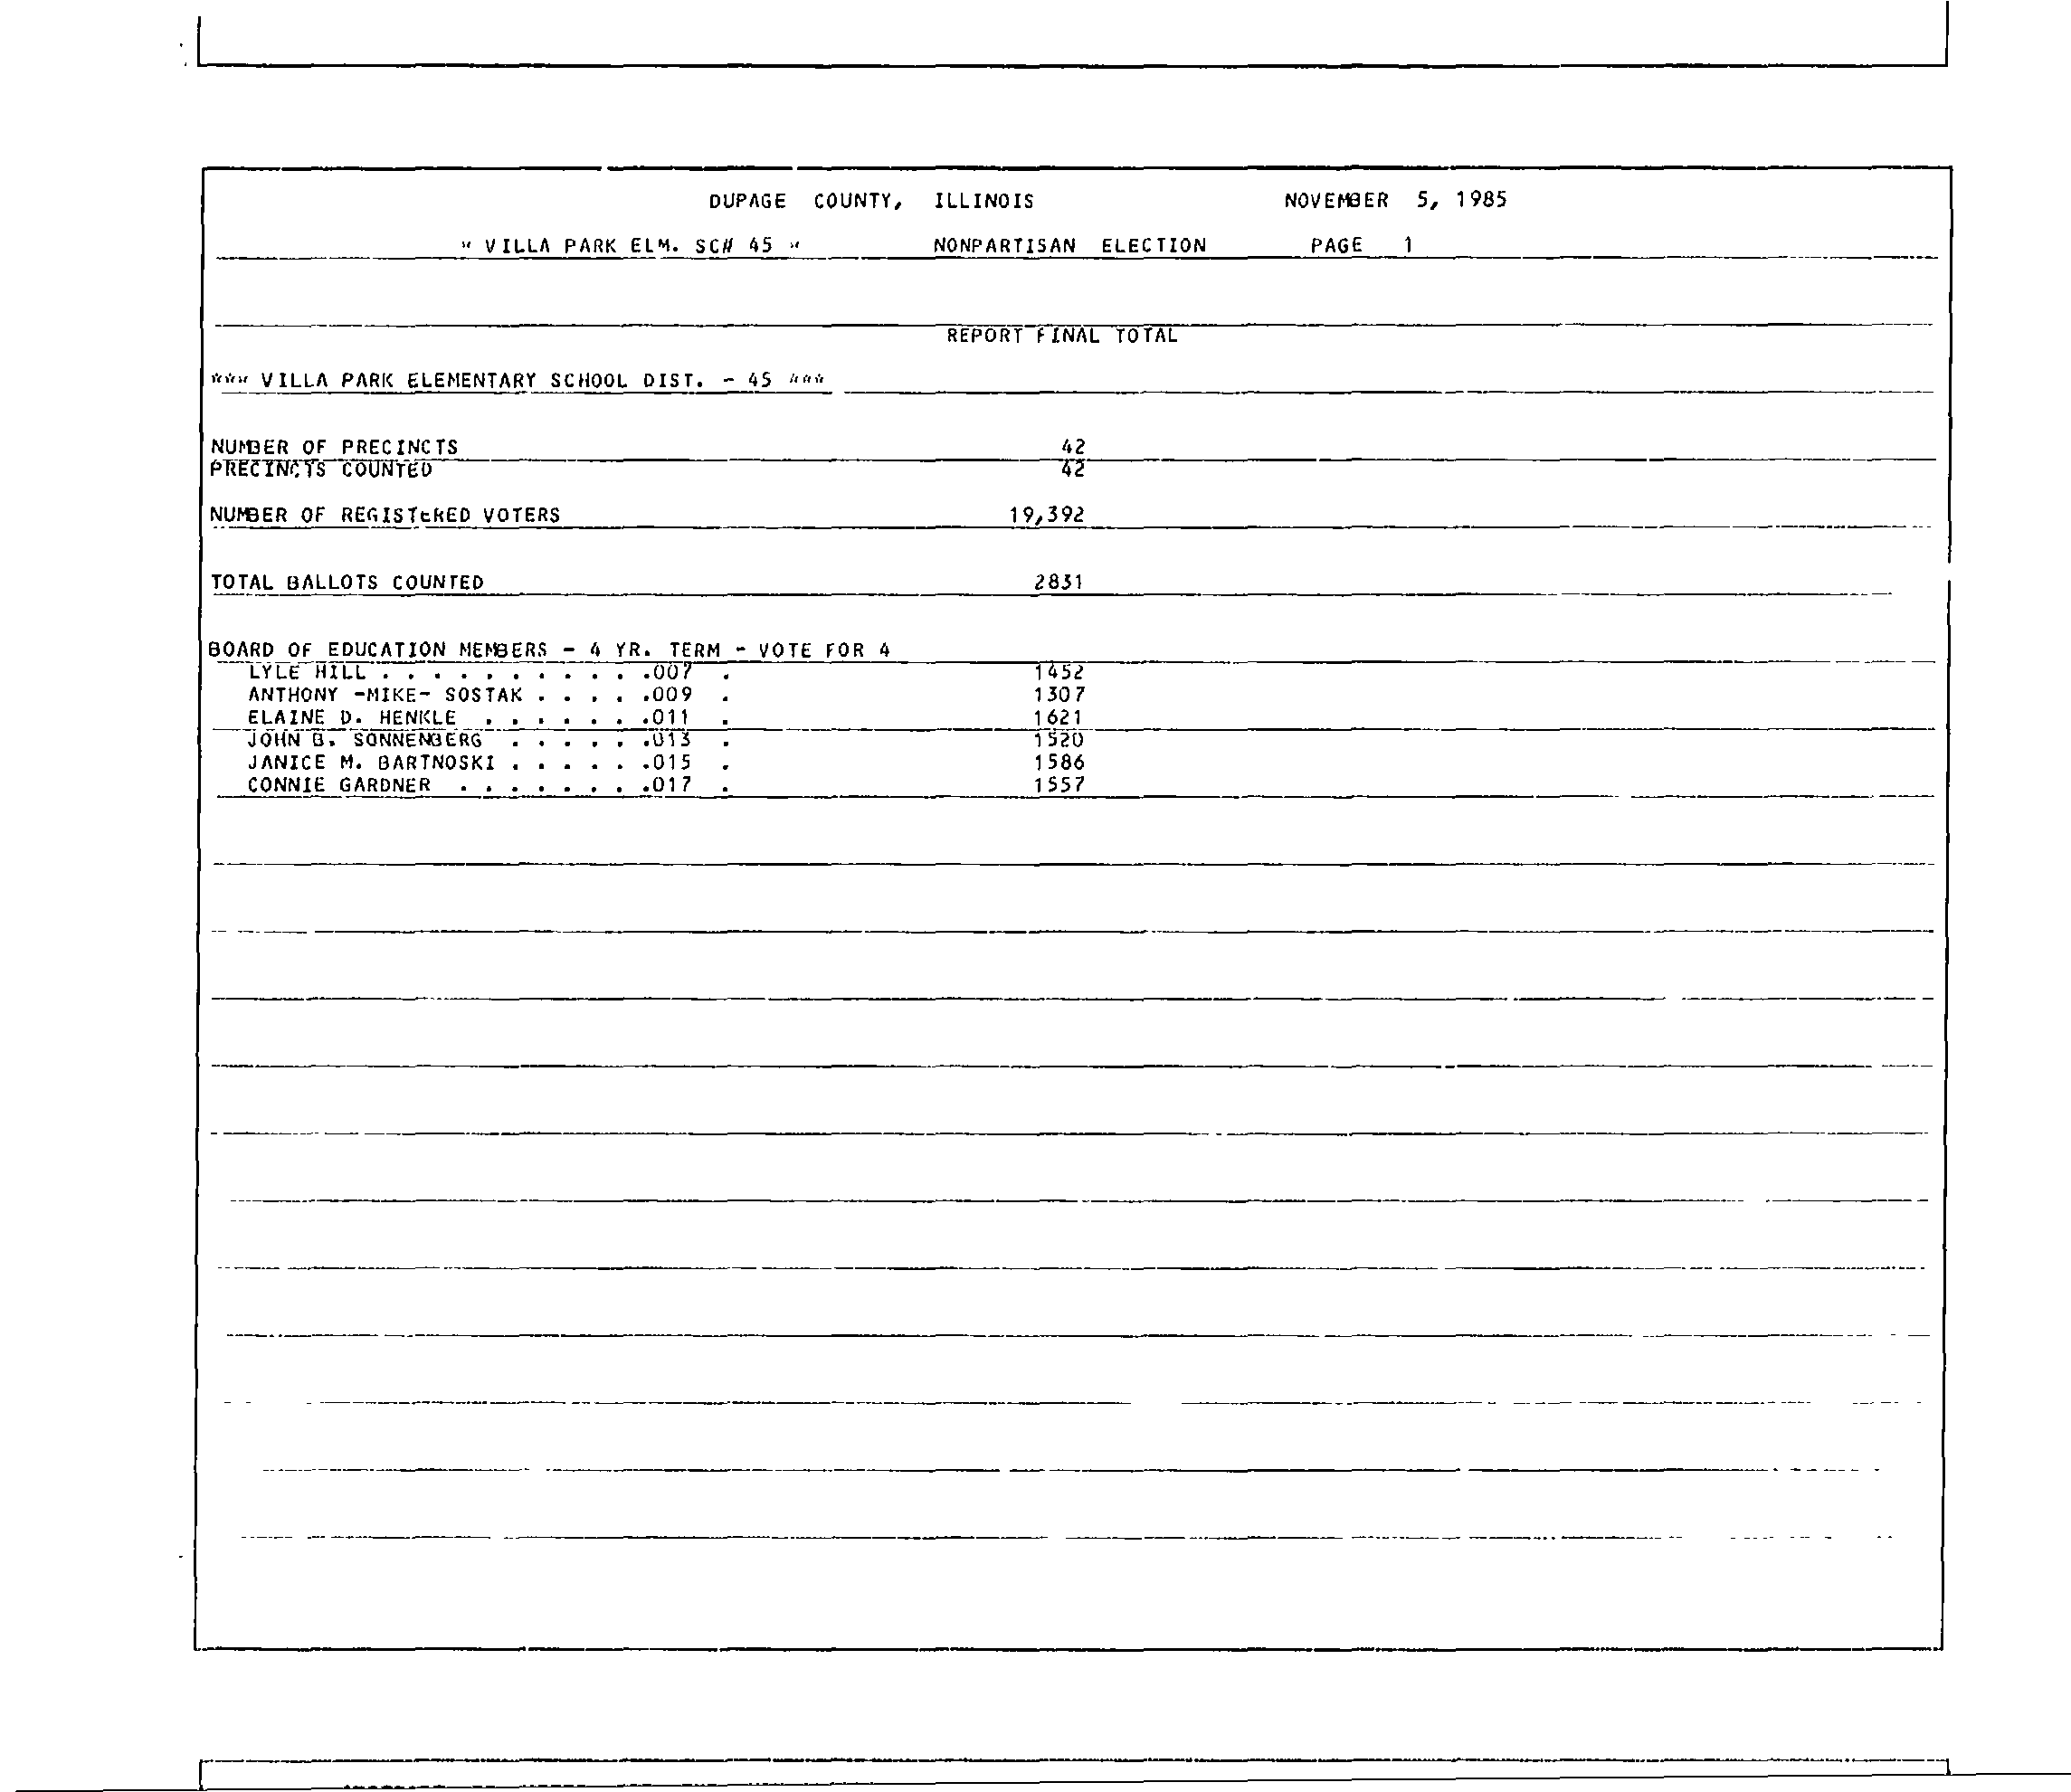 DUPAGE COUNTY, ILLINOIS NOVEMBER 5, 1985
* VILLA PARK ELM. SC# 45 * NONPARTISAN ELECTION PAGE 1
REPORT FINAL TOTAL
*** VILLA PARK ELEMENTARY SCHOOL DIST. - 45 ***
NUMBER OF PRECINCTS 42
PRECINCTS COUNTED 42
NUMBER OF REGISTERED VOTERS 19,392
TOTAL BALLOTS COUNTED 2831
BOARD OF EDUCATION MEMBERS - 4 YR. TERM - VOTE FOR 4
LYLE HILL . . . . . . . . . . .007 . 1452
ANTHONY -MIKE- SOSTAK . . . . .009 . 1307
ELAINE D. HENKLE . . . . . . .011 . 1621
JOHN B. SONNENBERG . . . . . .013 . 1520
JANICE M. BARTNOSKI . . . . . .015 . 1586
CONNIE GARDNER . . . . . . . .017 . 1557